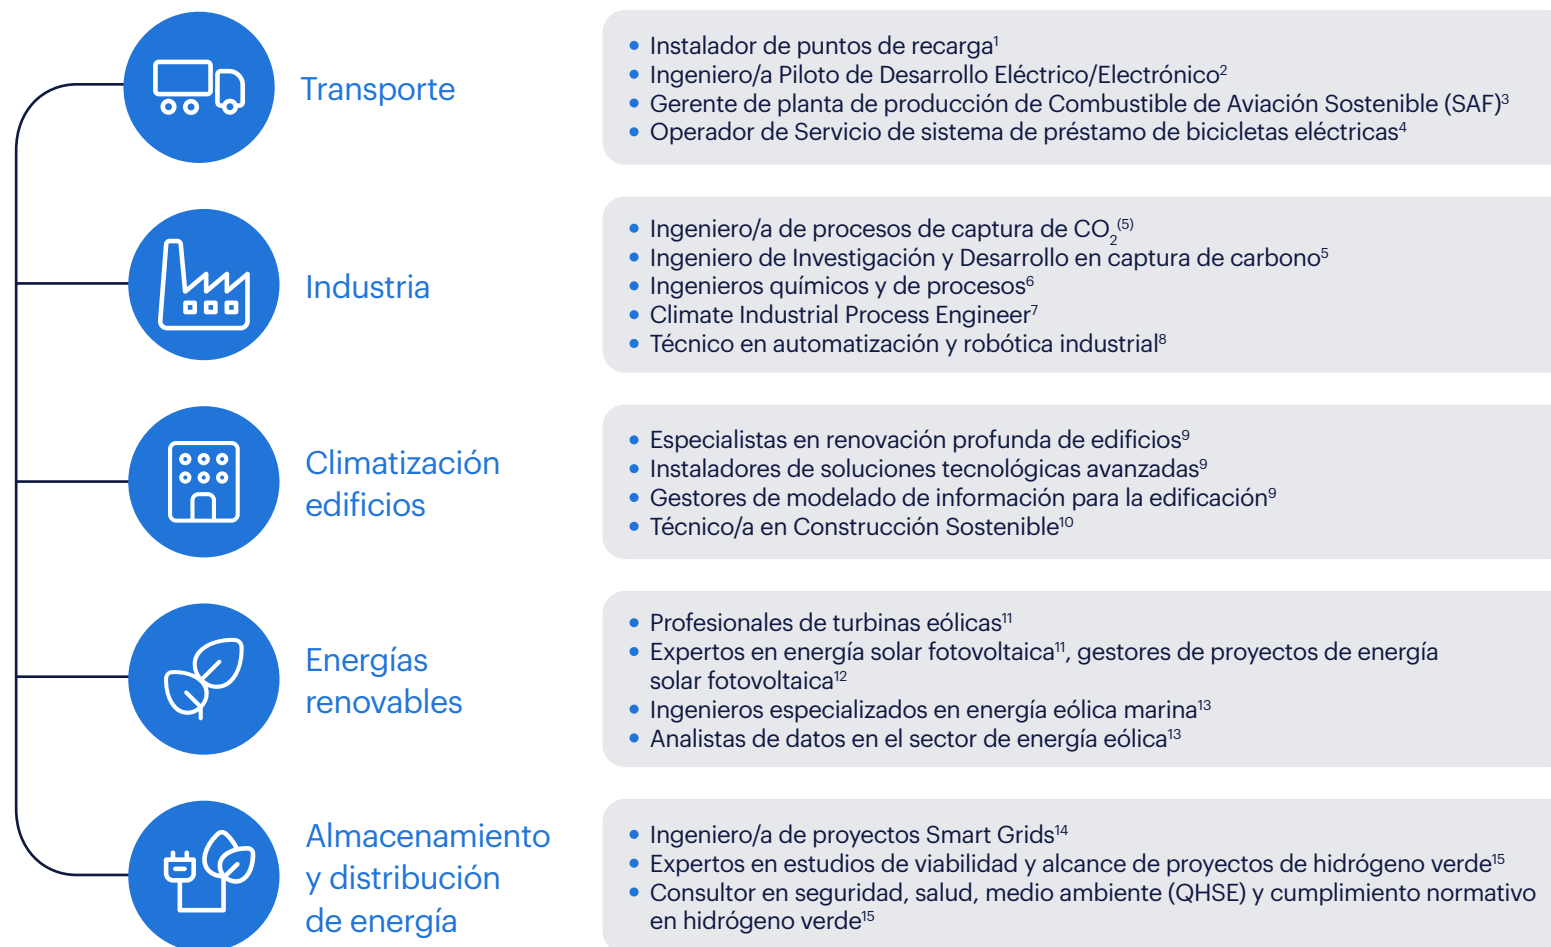 Transporte
• Instalador de puntos de recarga¹
• Ingeniero/a Piloto de Desarrollo Eléctrico/Electrónico²
• Gerente de planta de producción de Combustible de Aviación Sostenible (SAF)³
• Operador de Servicio de sistema de préstamo de bicicletas eléctricas⁴
Industria
• Ingeniero/a de procesos de captura de CO₂⁽⁵⁾
• Ingeniero de Investigación y Desarrollo en captura de carbono⁵
• Ingenieros químicos y de procesos⁶
• Climate Industrial Process Engineer⁷
• Técnico en automatización y robótica industrial⁸
Climatización
edificios
• Especialistas en renovación profunda de edificios⁹
• Instaladores de soluciones tecnológicas avanzadas⁹
• Gestores de modelado de información para la edificación⁹
• Técnico/a en Construcción Sostenible¹⁰
Energías
renovables
• Profesionales de turbinas eólicas¹¹
• Expertos en energía solar fotovoltaica¹¹, gestores de proyectos de energía
solar fotovoltaica¹²
• Ingenieros especializados en energía eólica marina¹³
• Analistas de datos en el sector de energía eólica¹³
Almacenamiento
y distribución
de energía
• Ingeniero/a de proyectos Smart Grids¹⁴
• Expertos en estudios de viabilidad y alcance de proyectos de hidrógeno verde¹⁵
• Consultor en seguridad, salud, medio ambiente (QHSE) y cumplimiento normativo
en hidrógeno verde¹⁵